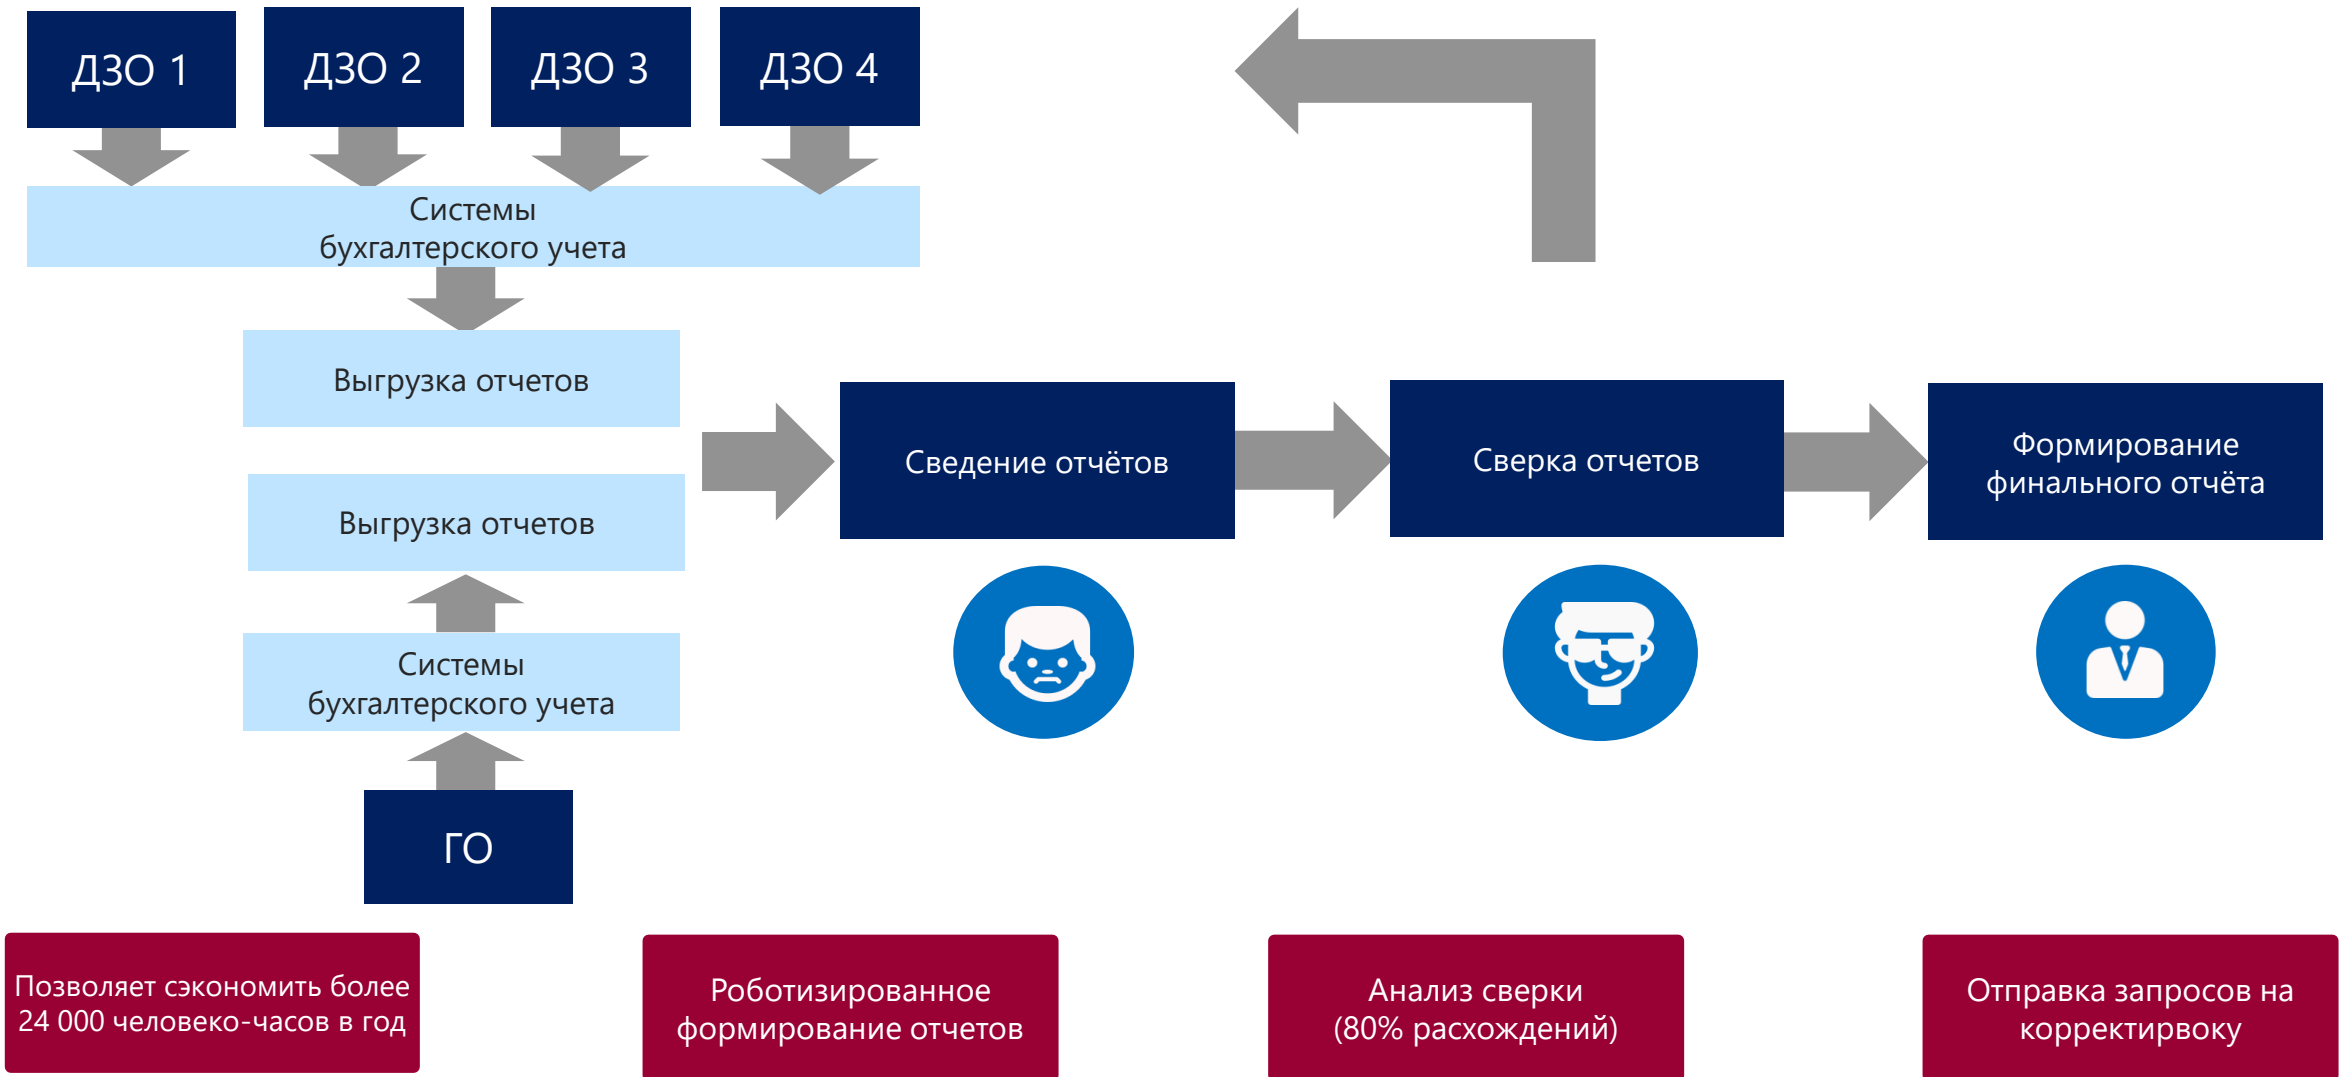 ДЗО 1
ДЗО 2
ДЗО 3
ДЗО 4
Системы
бухгалтерского учета
Выгрузка отчетов
Выгрузка отчетов
Системы
бухгалтерского учета
ГО
Сведение отчётов
Сверка отчетов
Формирование
финального отчёта
Позволяет сэкономить более
24 000 человеко-часов в год
Роботизированное
формирование отчетов
Анализ сверки
(80% расхождений)
Отправка запросов на
корректирвоку